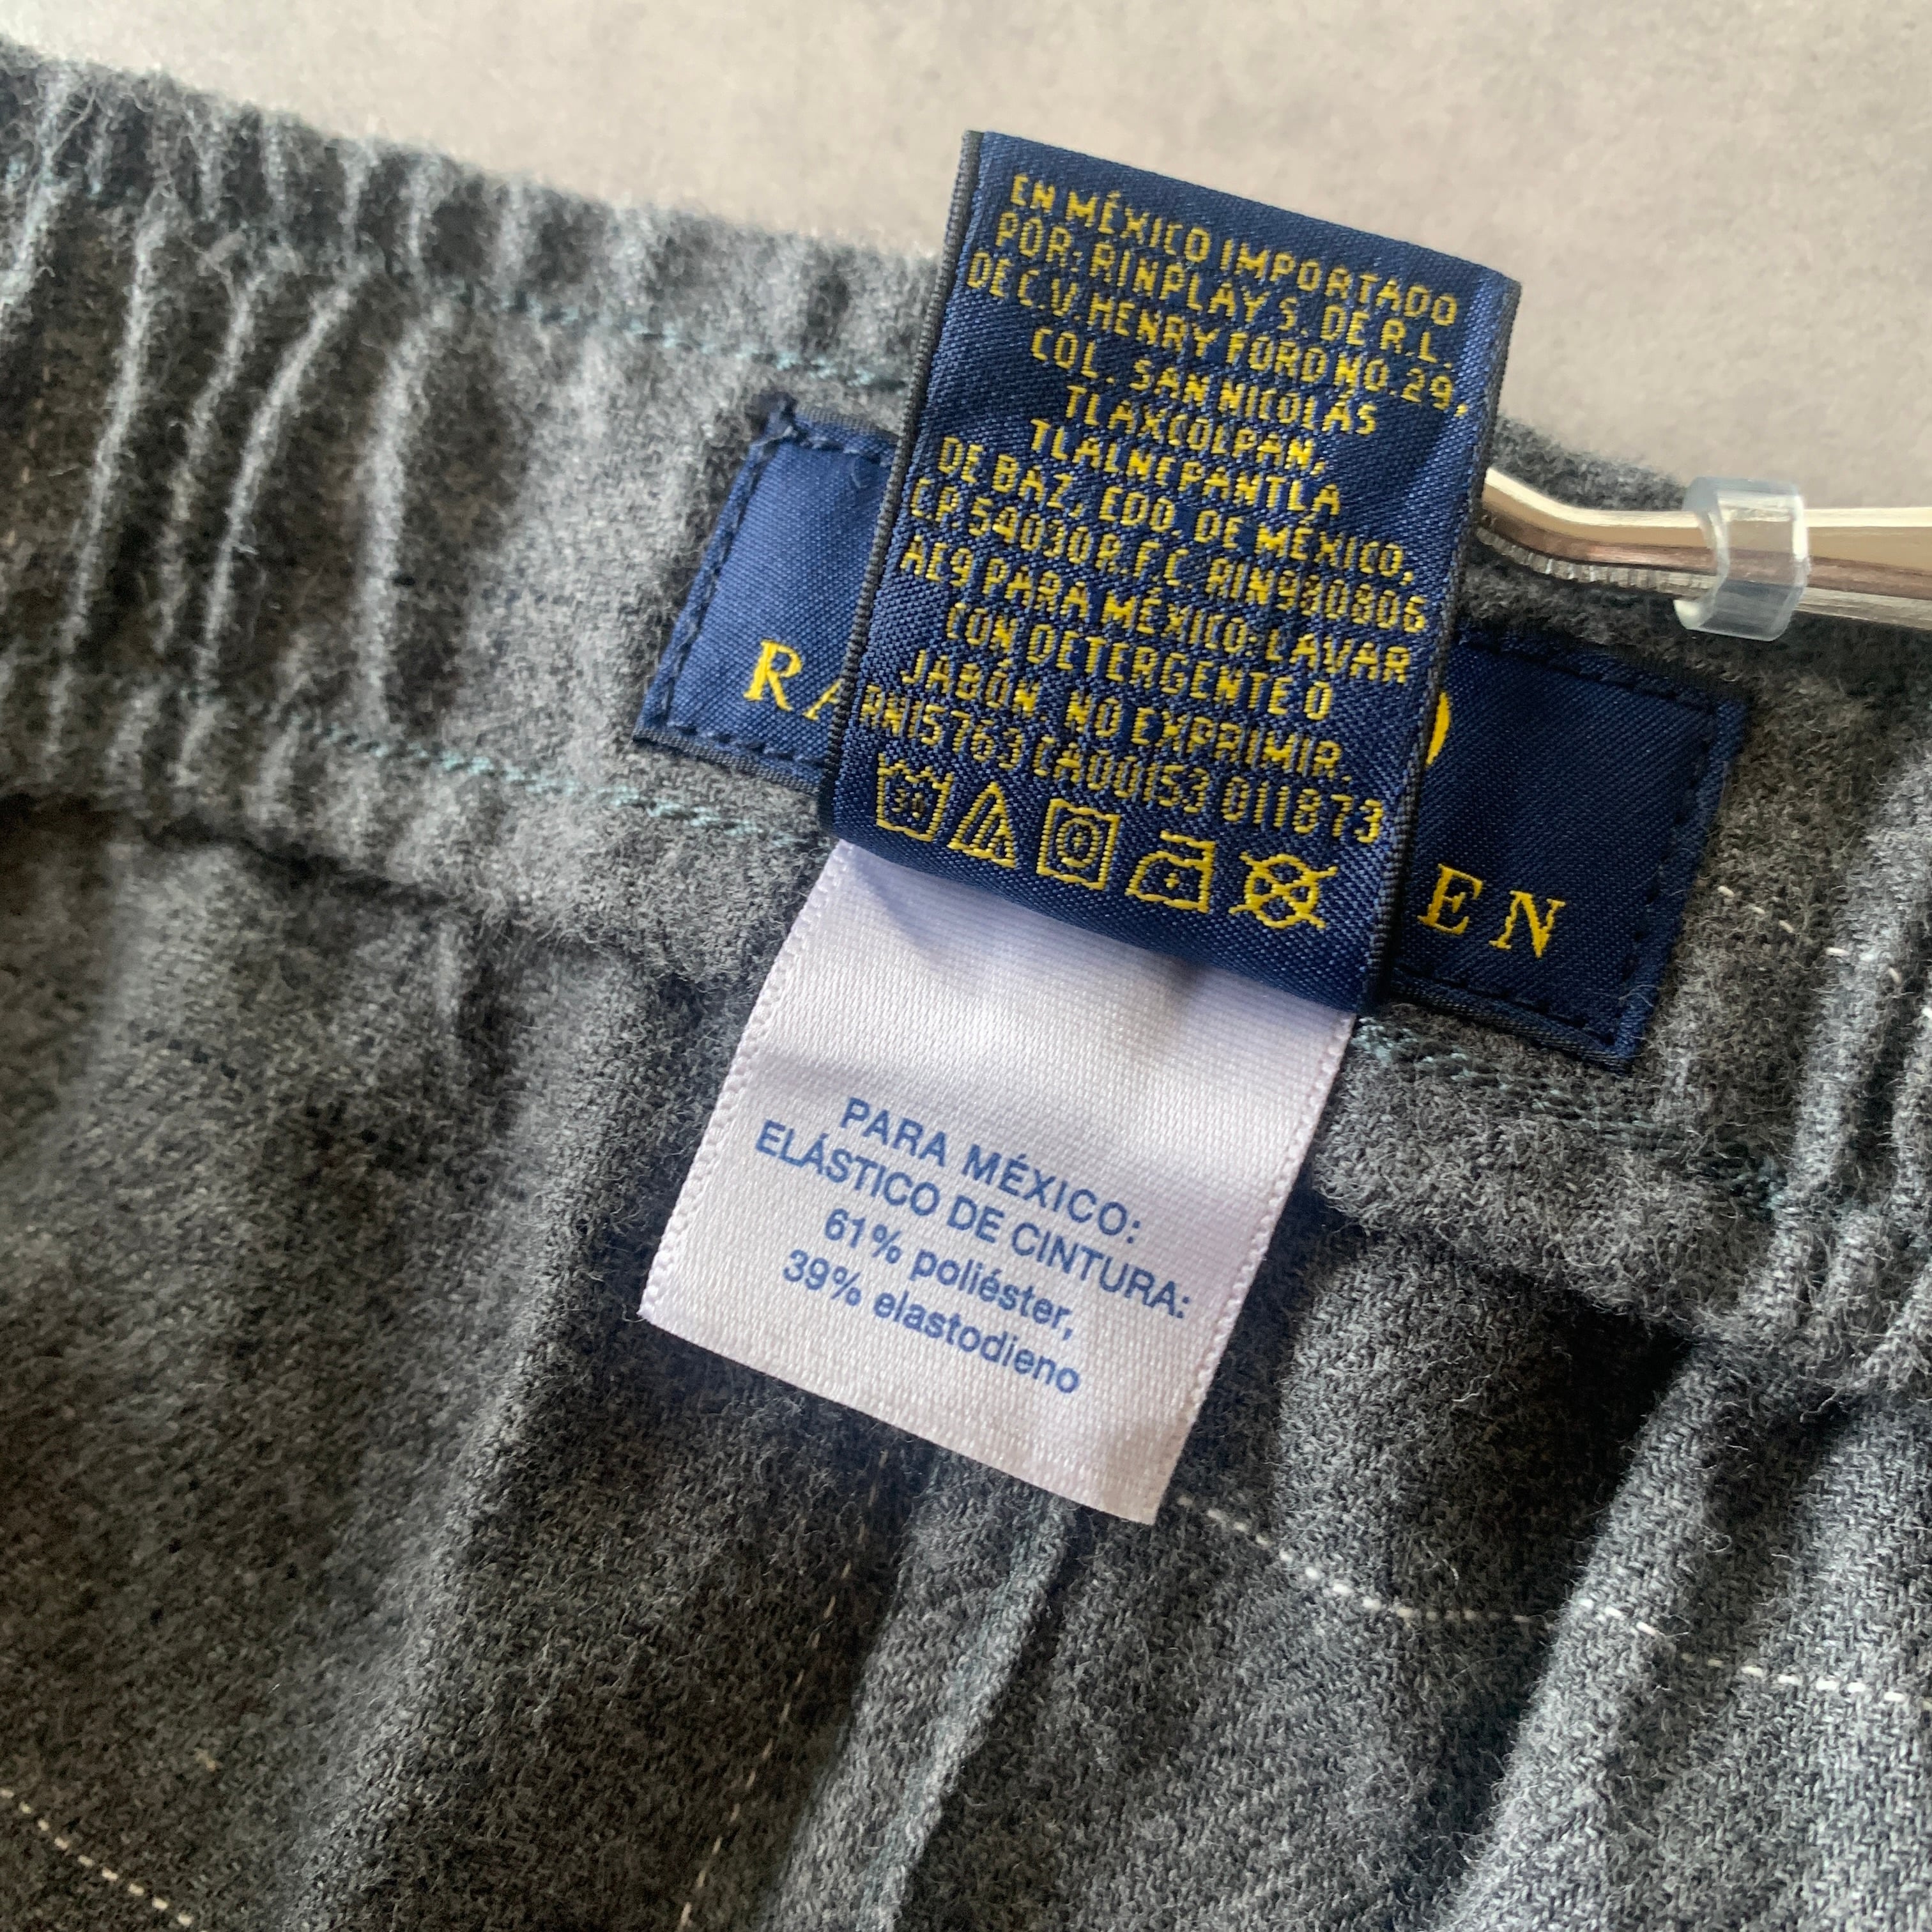 EN MÉXICO IMPORTADO
POR: RINPLAY S. DE R.L.
DE C.V. HENRY FORD NO. 29,
COL. SAN NICOLÁS
TLAXCOLPAN,
TLALNEPANTLA
DE BAZ, EDO. DE MÉXICO,
C.P. 54030 R.F.C. RIN980806
AE9 PARA MÉXICO: LAVAR
CON DETERGENTE O
JABÓN. NO EXPRIMIR.
RN15763 CA00153 011873
30
RA
EN
PARA MÉXICO:
ELÁSTICO DE CINTURA:
61% poliéster,
39% elastodieno